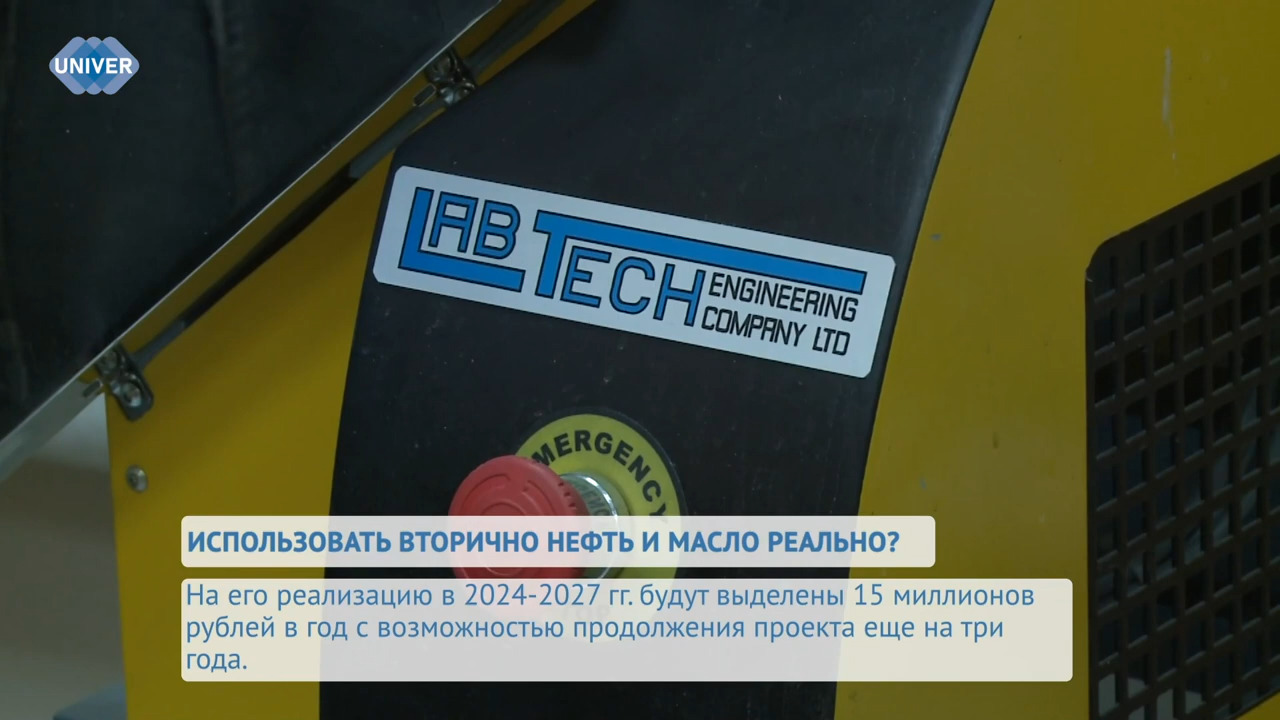 UNIVER
LAB TECH
ENGINEERING
COMPANY LTD
ИСПОЛЬЗОВАТЬ ВТОРИЧНО НЕФТЬ И МАСЛО РЕАЛЬНО?
На его реализацию в 2024-2027 гг. будут выделены 15 миллионов
рублей в год с возможностью продолжения проекта еще на три
года.